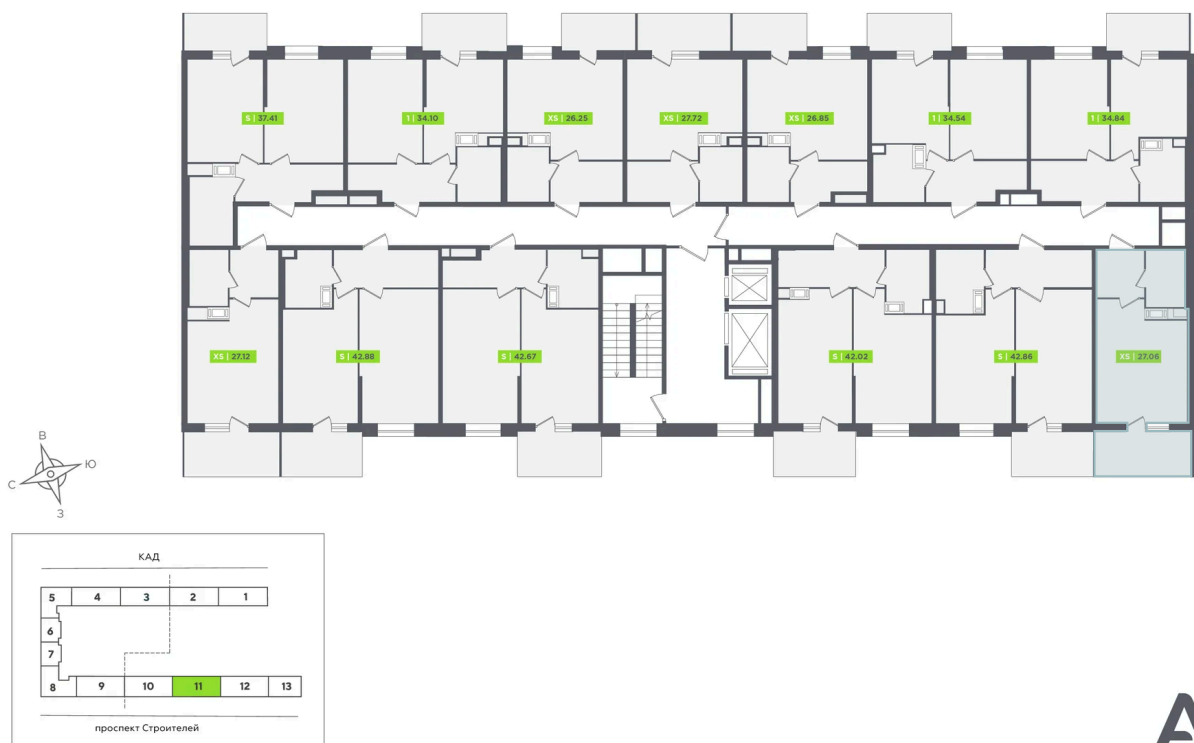 S | 37.41
1 | 34.10
XS | 26.25
XS | 27.72
XS | 26.85
1 | 34.54
1 | 34.84
XS | 27.12
S | 42.88
S | 42.67
S | 42.02
S | 42.86
XS | 27.06
В
Ю
С
З
КАД
5 4 3 2 1
6
7
8 9 10 11 12 13
проспект Строителей